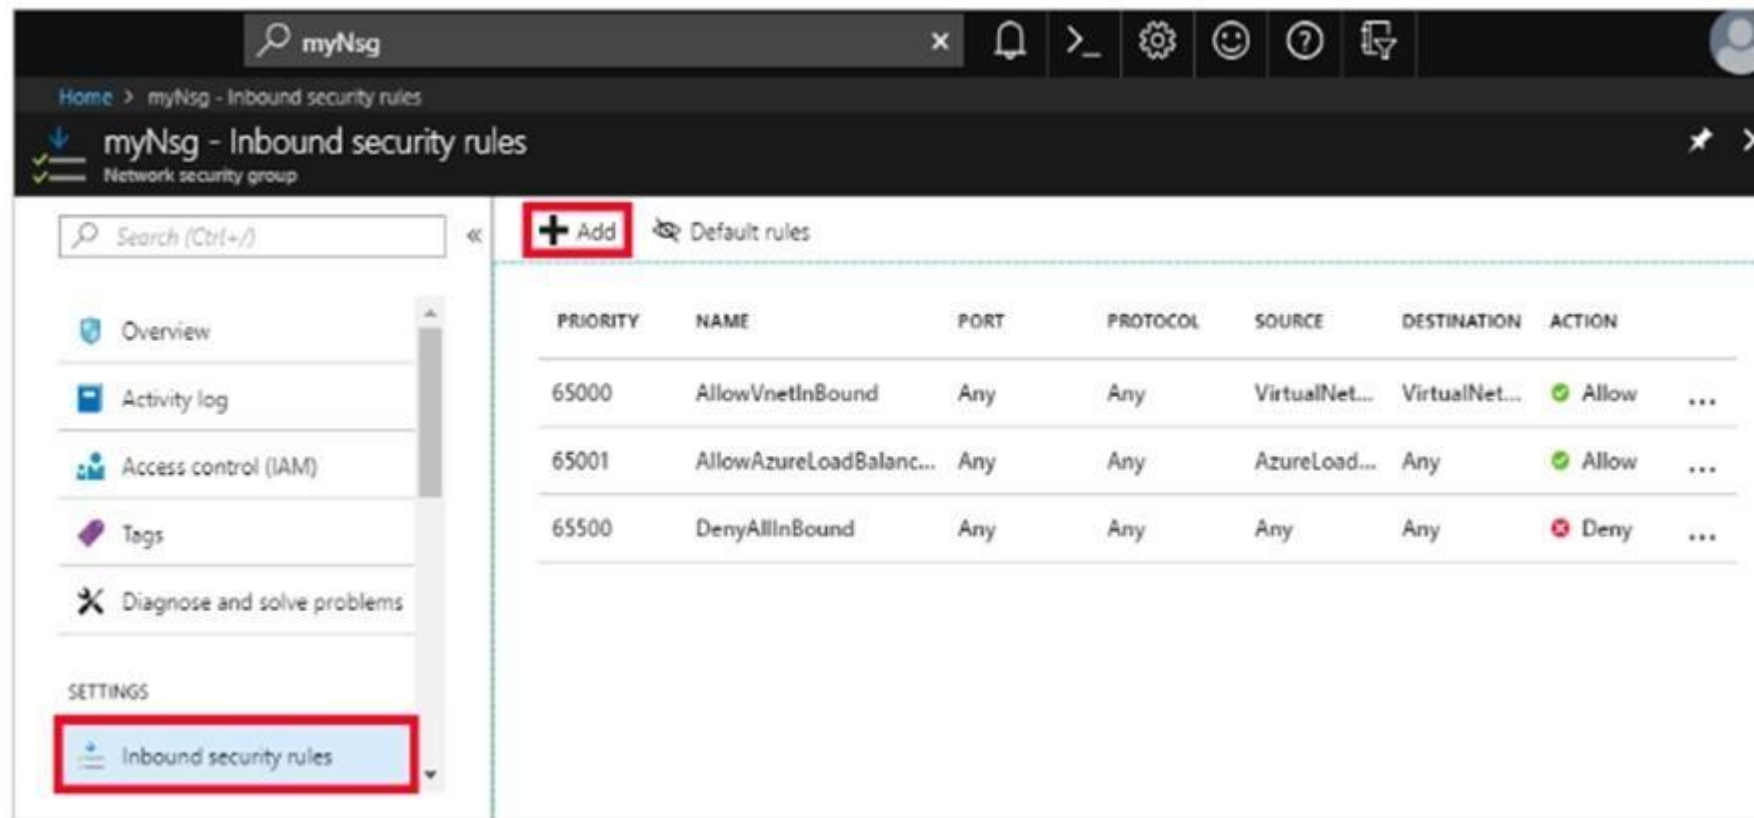 myNsg
Home > myNsg - Inbound security rules
myNsg - Inbound security rules
Network security group
Search (Ctrl+/)
Add
Default rules
Overview
Activity log
Access control (IAM)
Tags
Diagnose and solve problems
SETTINGS
Inbound security rules
PRIORITY NAME PORT PROTOCOL SOURCE DESTINATION ACTION
65000 AllowVnetInBound Any Any VirtualNet... VirtualNet... Allow ...
65001 AllowAzureLoadBalanc... Any Any AzureLoad... Any Allow ...
65500 DenyAllInBound Any Any Any Any Deny ...